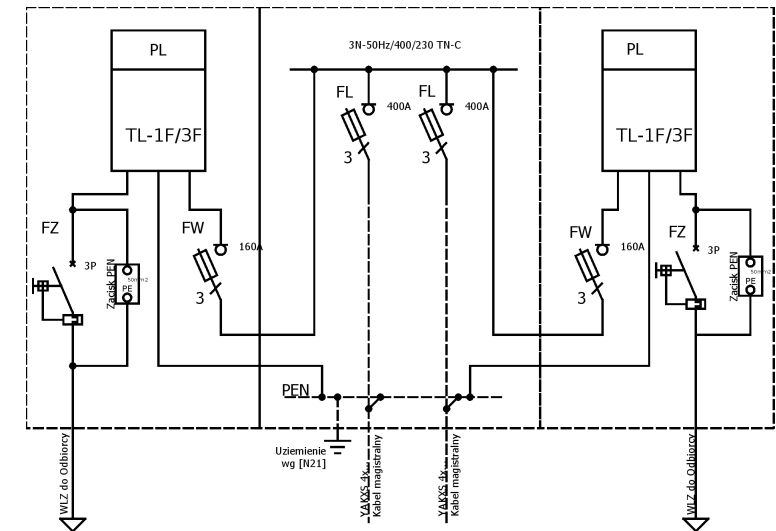 3N-50Hz/400/230 TN-C
PL
TL-1F/3F
FL
400A
3
FL
400A
3
PL
TL-1F/3F
FZ
3P
Zacisk PEN
50mm2
PE
FW
160A
3
FW
160A
3
FZ
3P
Zacisk PEN
50mm2
PE
PEN
Uziemienie
wg [N21]
WLZ do Odbiorcy
YAKXS 4x...
Kabel magistralny
YAKXS 4x...
Kabel magistralny
WLZ do Odbiorcy